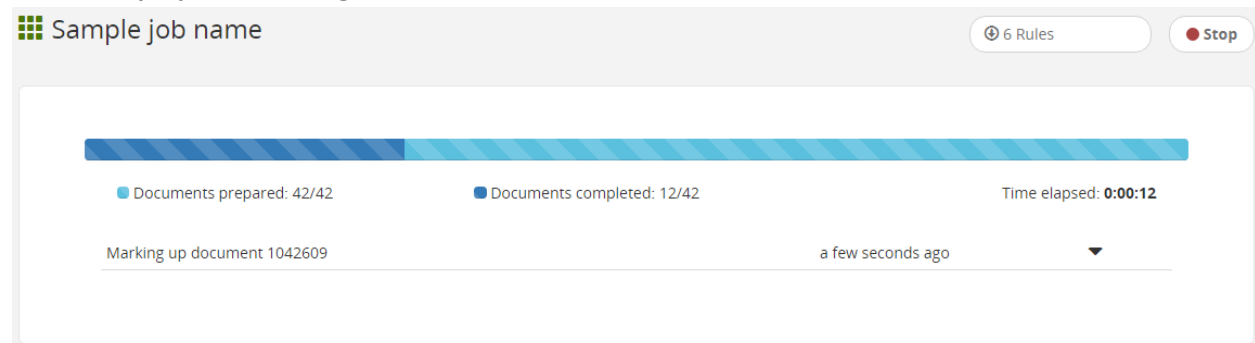 Sample job name
6 Rules
Stop
Documents prepared: 42/42
Documents completed: 12/42
Time elapsed: 0:00:12
Marking up document 1042609
a few seconds ago